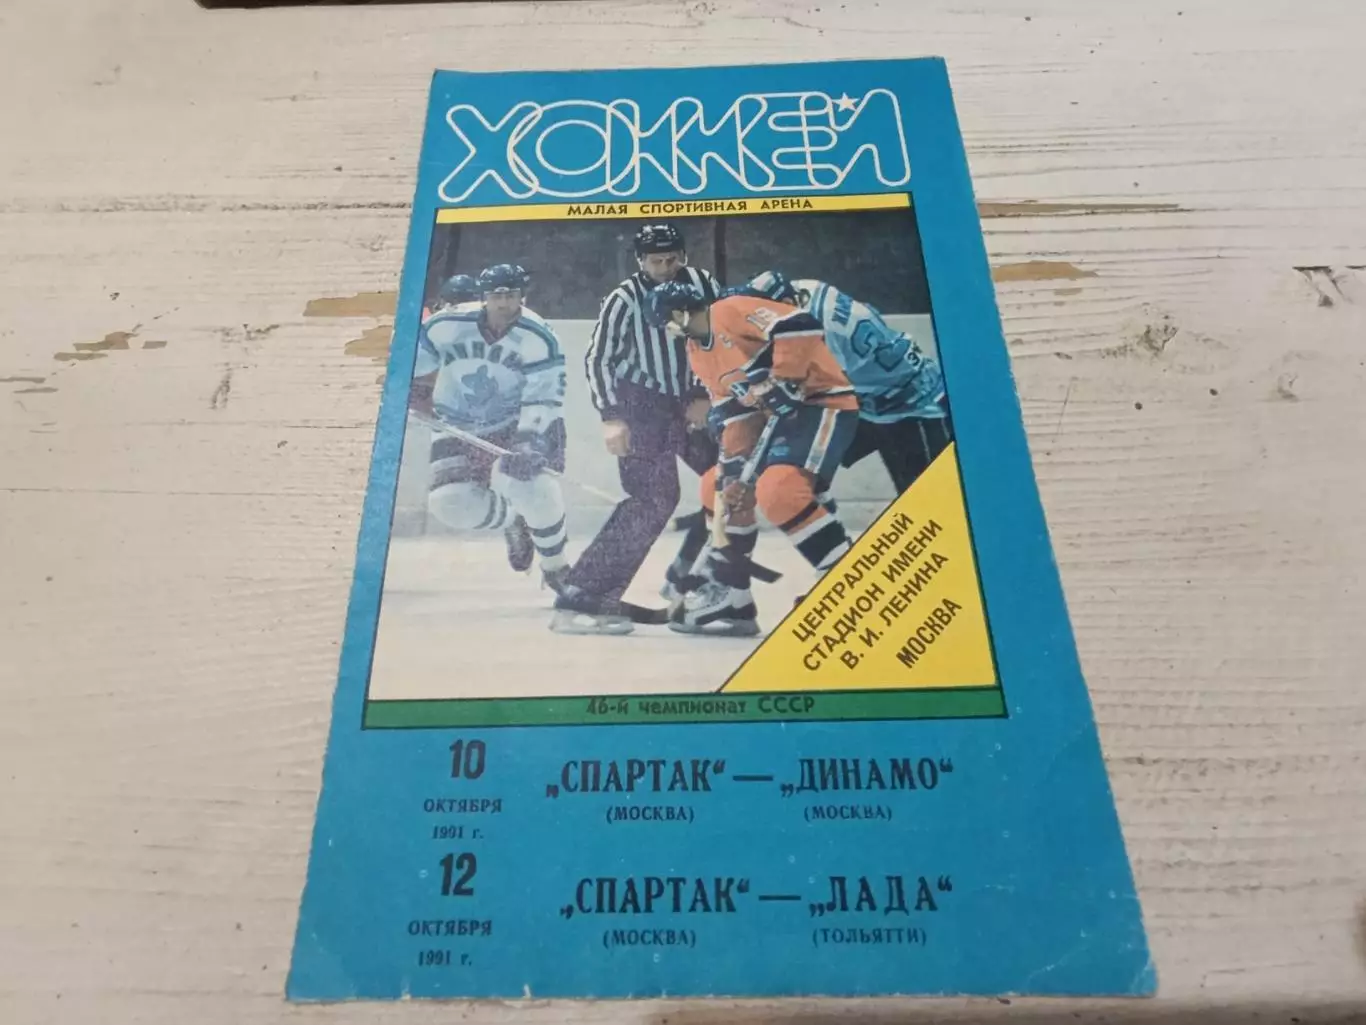 ХОККЕЙ
МАЛАЯ СПОРТИВНАЯ АРЕНА
ЦЕНТРАЛЬНЫЙ
СТАДИОН ИМЕНИ
В. И. ЛЕНИНА
МОСКВА
46-й чемпионат СССР
10
ОКТЯБРЯ
1991 г.
„СПАРТАК“ — „ДИНАМО“
(МОСКВА) (МОСКВА)
12
ОКТЯБРЯ
1991 г.
„СПАРТАК“ — „ЛАДА“
(МОСКВА) (ТОЛЬЯТТИ)